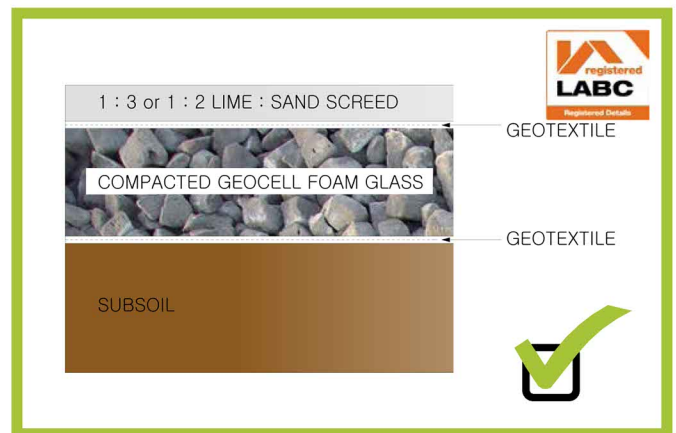 registered
LABC
Registered Details
1 : 3 or 1 : 2 LIME : SAND SCREED
GEOTEXTILE
COMPACTED GEOCELL FOAM GLASS
GEOTEXTILE
SUBSOIL